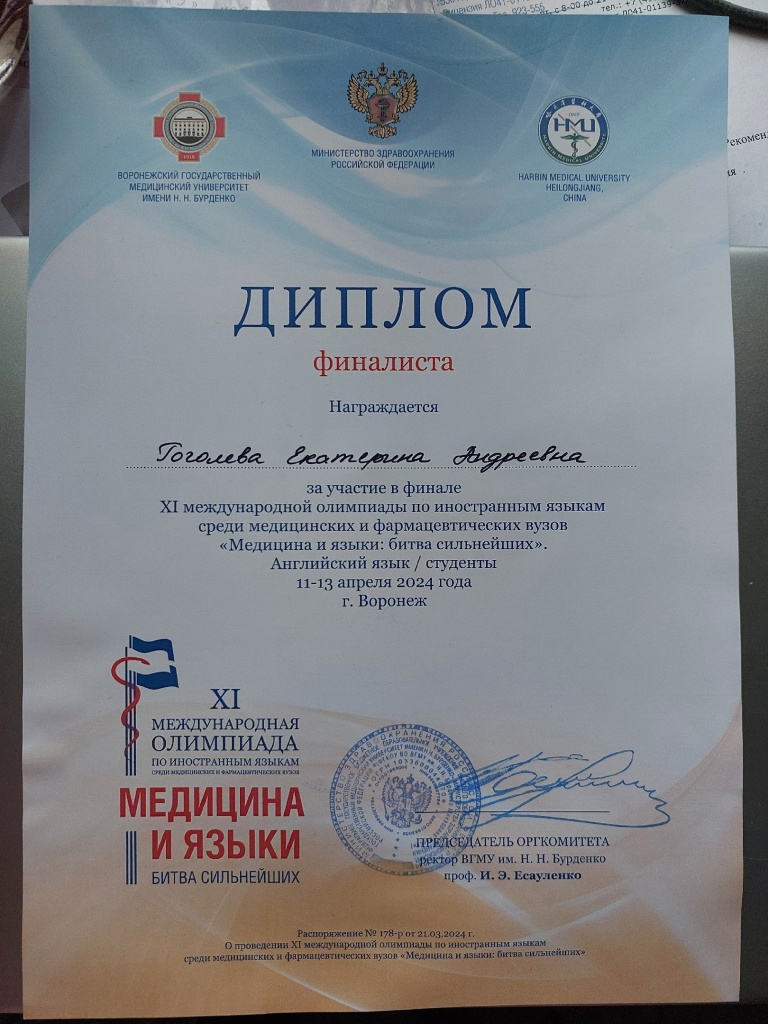 ВОРОНЕЖСКИЙ ГОСУДАРСТВЕННЫЙ
МЕДИЦИНСКИЙ УНИВЕРСИТЕТ
ИМЕНИ Н. Н. БУРДЕНКО
МИНИСТЕРСТВО ЗДРАВООХРАНЕНИЯ
РОССИЙСКОЙ ФЕДЕРАЦИИ
HMU
HARBIN MEDICAL UNIVERSITY
HEILONGJIANG,
CHINA
ДИПЛОМ
финалиста
Награждается
Гоголева Екатерина Андреевна
за участие в финале
XI международной олимпиады по иностранным языкам
среди медицинских и фармацевтических вузов
«Медицина и языки: битва сильнейших».
Английский язык / студенты
11-13 апреля 2024 года
г. Воронеж
XI
МЕЖДУНАРОДНАЯ
ОЛИМПИАДА
ПО ИНОСТРАННЫМ ЯЗЫКАМ
СРЕДИ МЕДИЦИНСКИХ И ФАРМАЦЕВТИЧЕСКИХ ВУЗОВ
МЕДИЦИНА
И ЯЗЫКИ
БИТВА СИЛЬНЕЙШИХ
ПРЕДСЕДАТЕЛЬ ОРГКОМИТЕТА
ректор ВГМУ им. Н. Н. Бурденко
проф. И. Э. Есауленко
Распоряжение № 178-р от 21.03.2024 г.
О проведении XI международной олимпиады по иностранным языкам
среди медицинских и фармацевтических вузов «Медицина и языки: битва сильнейших»